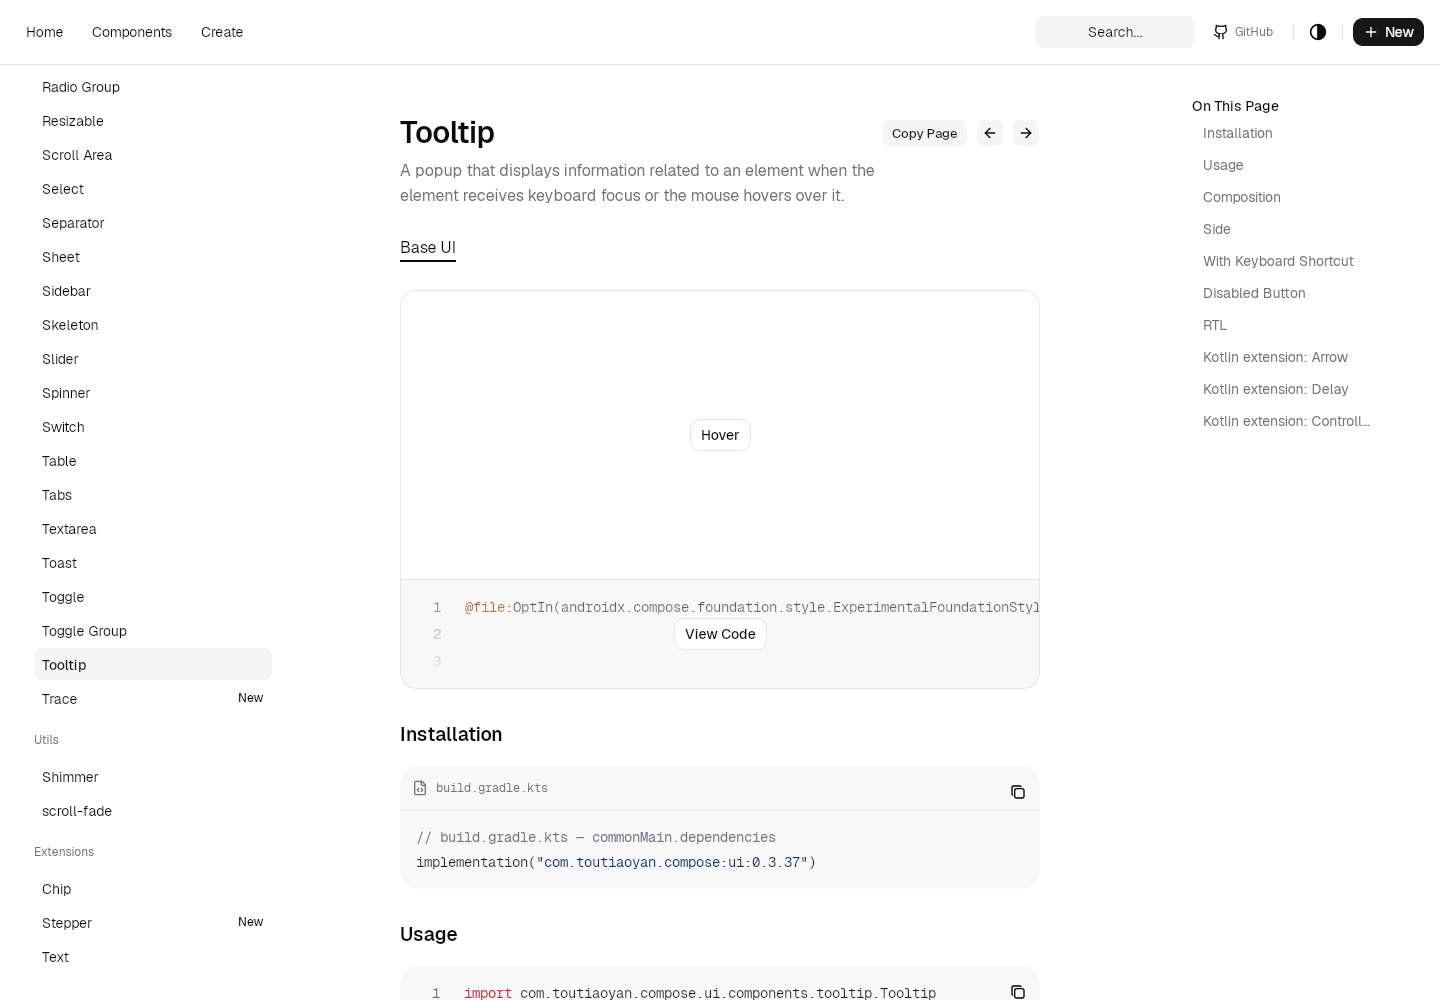 Home
Components
Create
Search...
GitHub
New
Radio Group
Resizable
Scroll Area
Select
Separator
Sheet
Sidebar
Skeleton
Slider
Spinner
Switch
Table
Tabs
Textarea
Toast
Toggle
Toggle Group
Tooltip
Trace New
Utils
Shimmer
scroll-fade
Extensions
Chip
Stepper New
Text
Tooltip
Copy Page
A popup that displays information related to an element when the
element receives keyboard focus or the mouse hovers over it.
Base UI
Hover
1 @file:OptIn(androidx.compose.foundation.style.ExperimentalFoundationStyl
2
View Code
3
Installation
build.gradle.kts
// build.gradle.kts — commonMain.dependencies
implementation("com.toutiaoyan.compose:ui:0.3.37")
Usage
1 import com.toutiaoyan.compose.ui.components.tooltip.Tooltip
On This Page
Installation
Usage
Composition
Side
With Keyboard Shortcut
Disabled Button
RTL
Kotlin extension: Arrow
Kotlin extension: Delay
Kotlin extension: Controll...